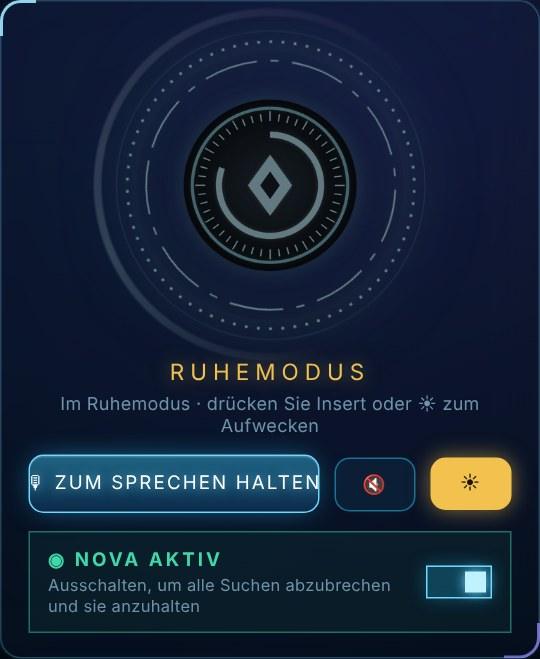 RUHEMODUS
Im Ruhemodus · drücken Sie Insert oder ☀ zum
Aufwecken
🎙 ZUM SPRECHEN HALTEN
🔇
☀
◉ NOVA AKTIV
Ausschalten, um alle Suchen abzubrechen
und sie anzuhalten